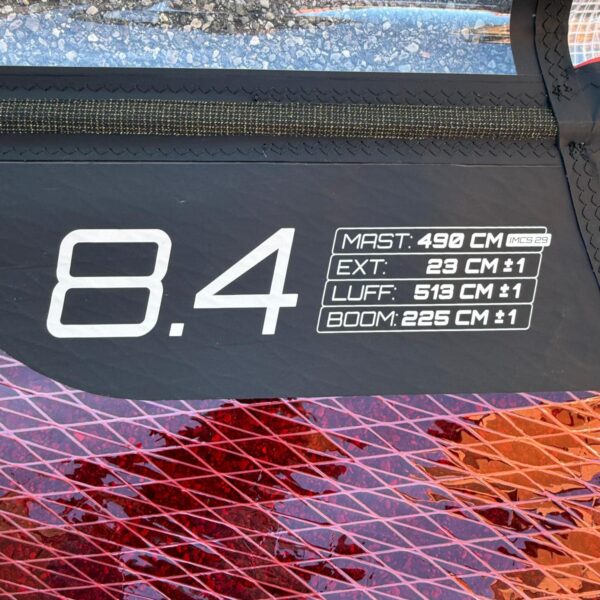 8.4
MAST: 490 CM IMCS 29
EXT: 23 CM ±1
LUFF: 513 CM ±1
BOOM: 225 CM ±1